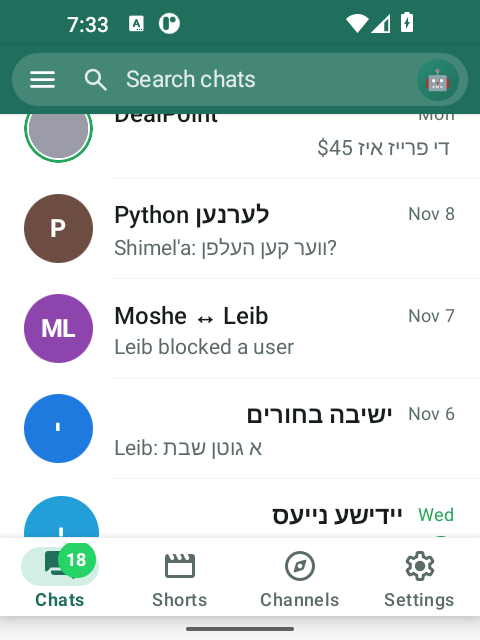 7:33
Search chats
DealPoint
Mon
די פרייז איז $45
P
Python לערנען
Nov 8
Shimel'a: ווער קען העלפן?
ML
Moshe ↔ Leib
Nov 7
Leib blocked a user
י
ישיבה בחורים
Nov 6
Leib: א גוטן שבת
י
יידישע נייעס
Wed
18
Chats
Shorts
Channels
Settings